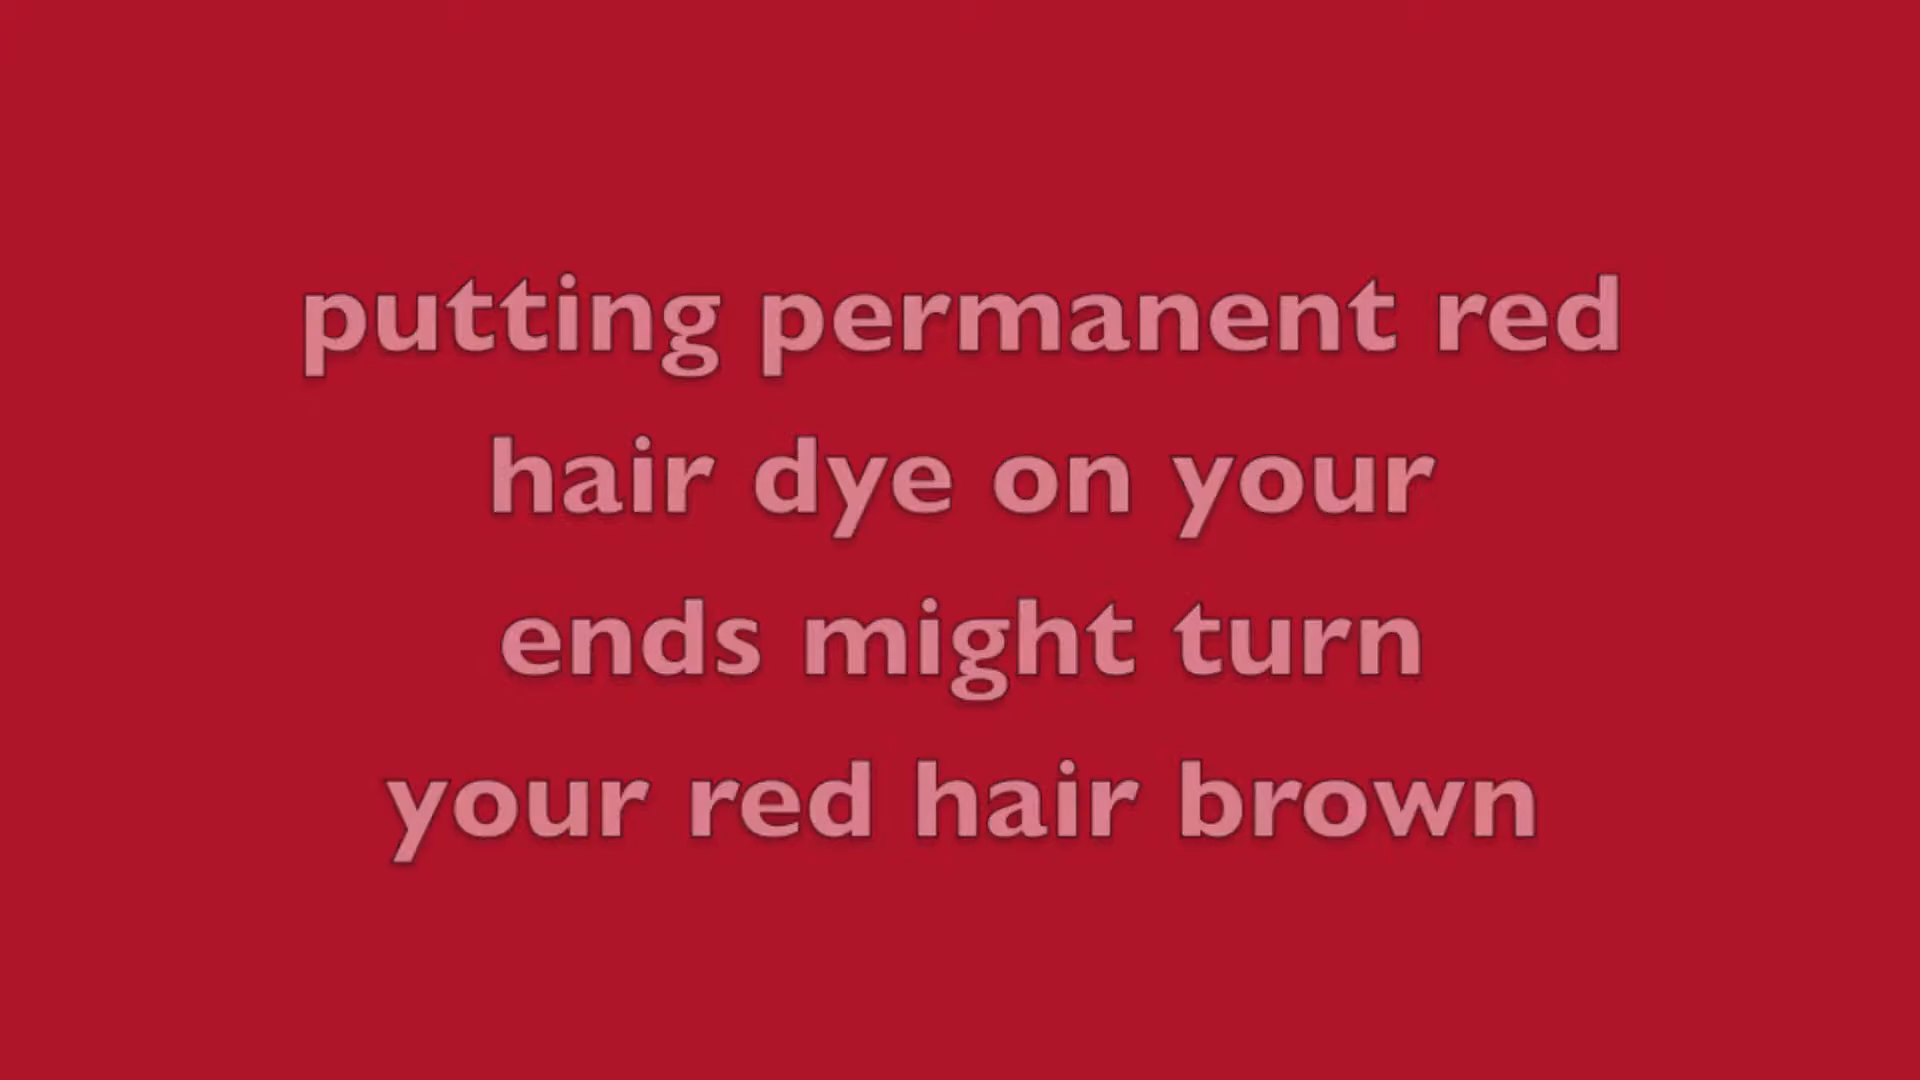 putting permanent red
hair dye on your
ends might turn
your red hair brown